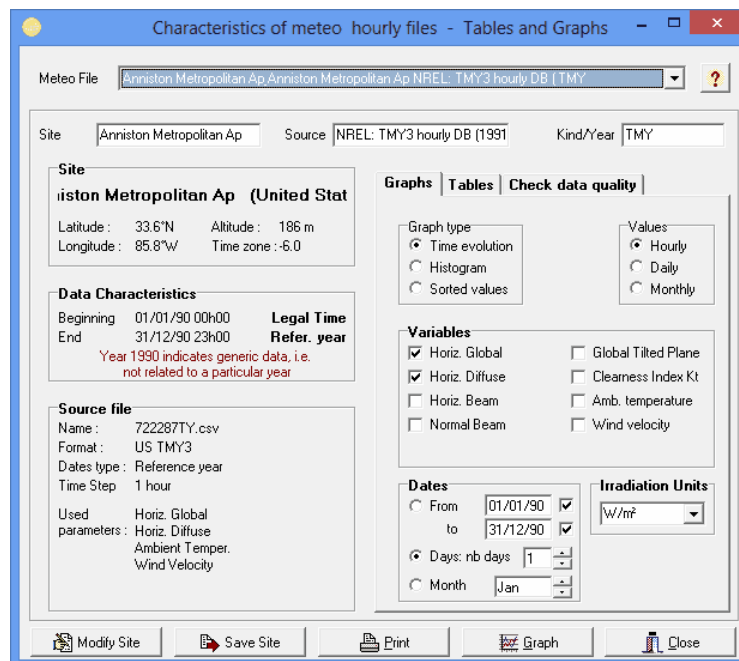 Characteristics of meteo hourly files - Tables and Graphs
Meteo File Anniston Metropolitan Ap,Anniston Metropolitan Ap NREL: TMY3 hourly DB ( TMY ?
Site Anniston Metropolitan Ap Source NREL: TMY3 hourly DB (1991 Kind/Year TMY
Site
iston Metropolitan Ap (United Stat
Latitude : 33.6°N Altitude : 186 m
Longitude : 85.8°W Time zone : -6.0
Data Characteristics
Beginning 01/01/90 00h00 Legal Time
End 31/12/90 23h00 Refer. year
Year 1990 indicates generic data, i.e.
not related to a particular year
Source file
Name : 722287TY.csv
Format : US TMY3
Dates type : Reference year
Time Step 1 hour
Used Horiz. Global
parameters : Horiz. Diffuse
Ambient Temper.
Wind Velocity
Graphs Tables Check data quality
Graph type
Time evolution
Histogram
Sorted values
Values
Hourly
Daily
Monthly
Variables
Horiz. Global Global Tilted Plane
Horiz. Diffuse Clearness Index Kt
Horiz. Beam Amb. temperature
Normal Beam Wind velocity
Dates
From 01/01/90
to 31/12/90
Days: nb days 1
Month Jan
Irradiation Units
W/m²
Modify Site Save Site Print Graph Close